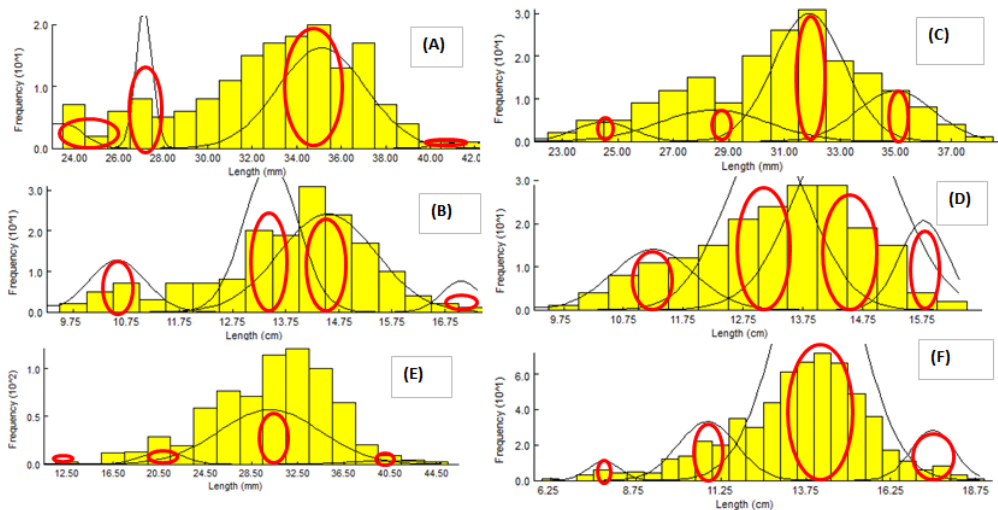 (A)
Frequency (10^1)
2.0
1.0
0.0
24.00 26.00 28.00 30.00 32.00 34.00 36.00 38.00 40.00 42.0
Length (mm)
(C)
Frequency (10^1)
3.0
2.0
1.0
0.0
23.00 25.00 27.00 29.00 31.00 33.00 35.00 37.00
Length (mm)
(B)
Frequency (10^1)
3.0
2.0
1.0
0.0
9.75 10.75 11.75 12.75 13.75 14.75 15.75 16.75
Length (cm)
(D)
Frequency (10^1)
3.0
2.0
1.0
0.0
9.75 10.75 11.75 12.75 13.75 14.75 15.75
Length (cm)
(E)
Frequency (10^2)
1.0
0.5
0.0
12.50 16.50 20.50 24.50 28.50 32.50 36.50 40.50 44.50
Length (mm)
(F)
Frequency (10^1)
6.0
4.0
2.0
0.0
6.25 8.75 11.25 13.75 16.25 18.75
Length (cm)